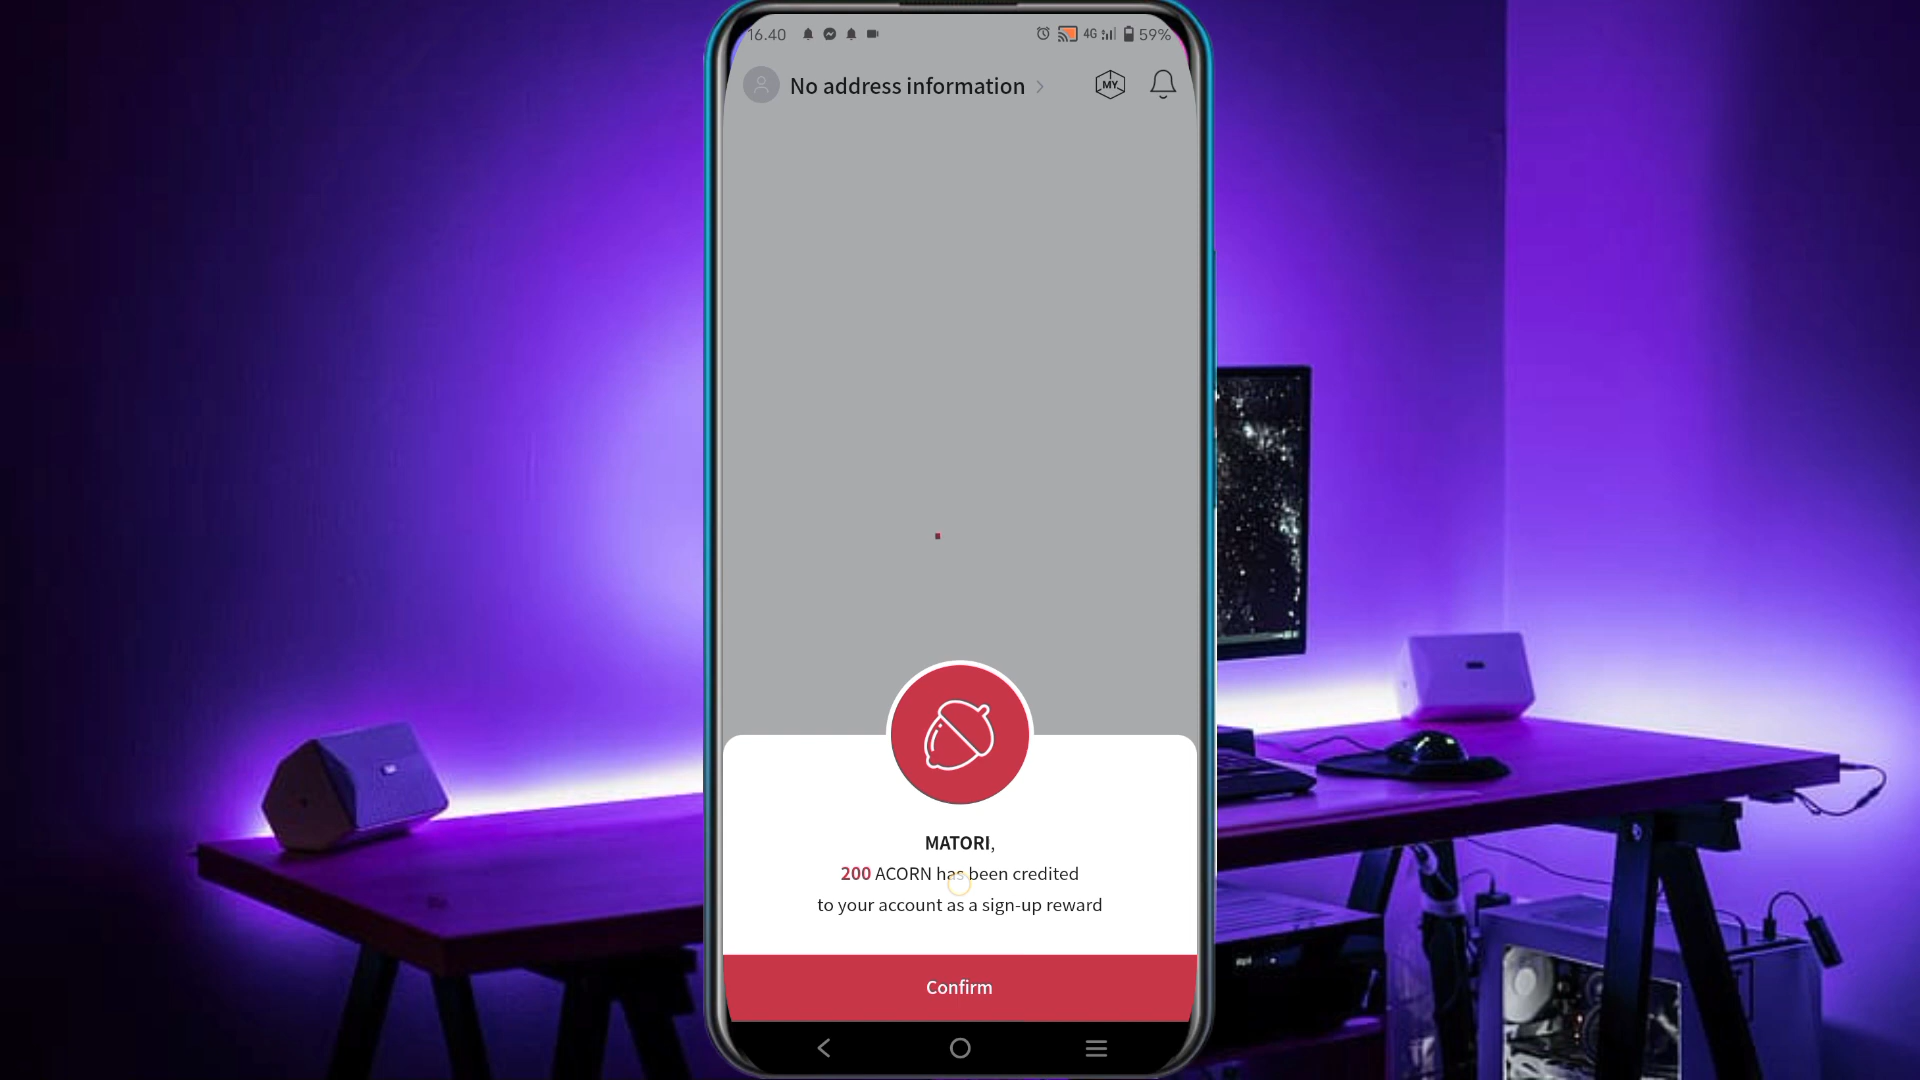 16.40
4G
59%
No address information
MY
MATORI,
200 ACORN has been credited
to your account as a sign-up reward
Confirm